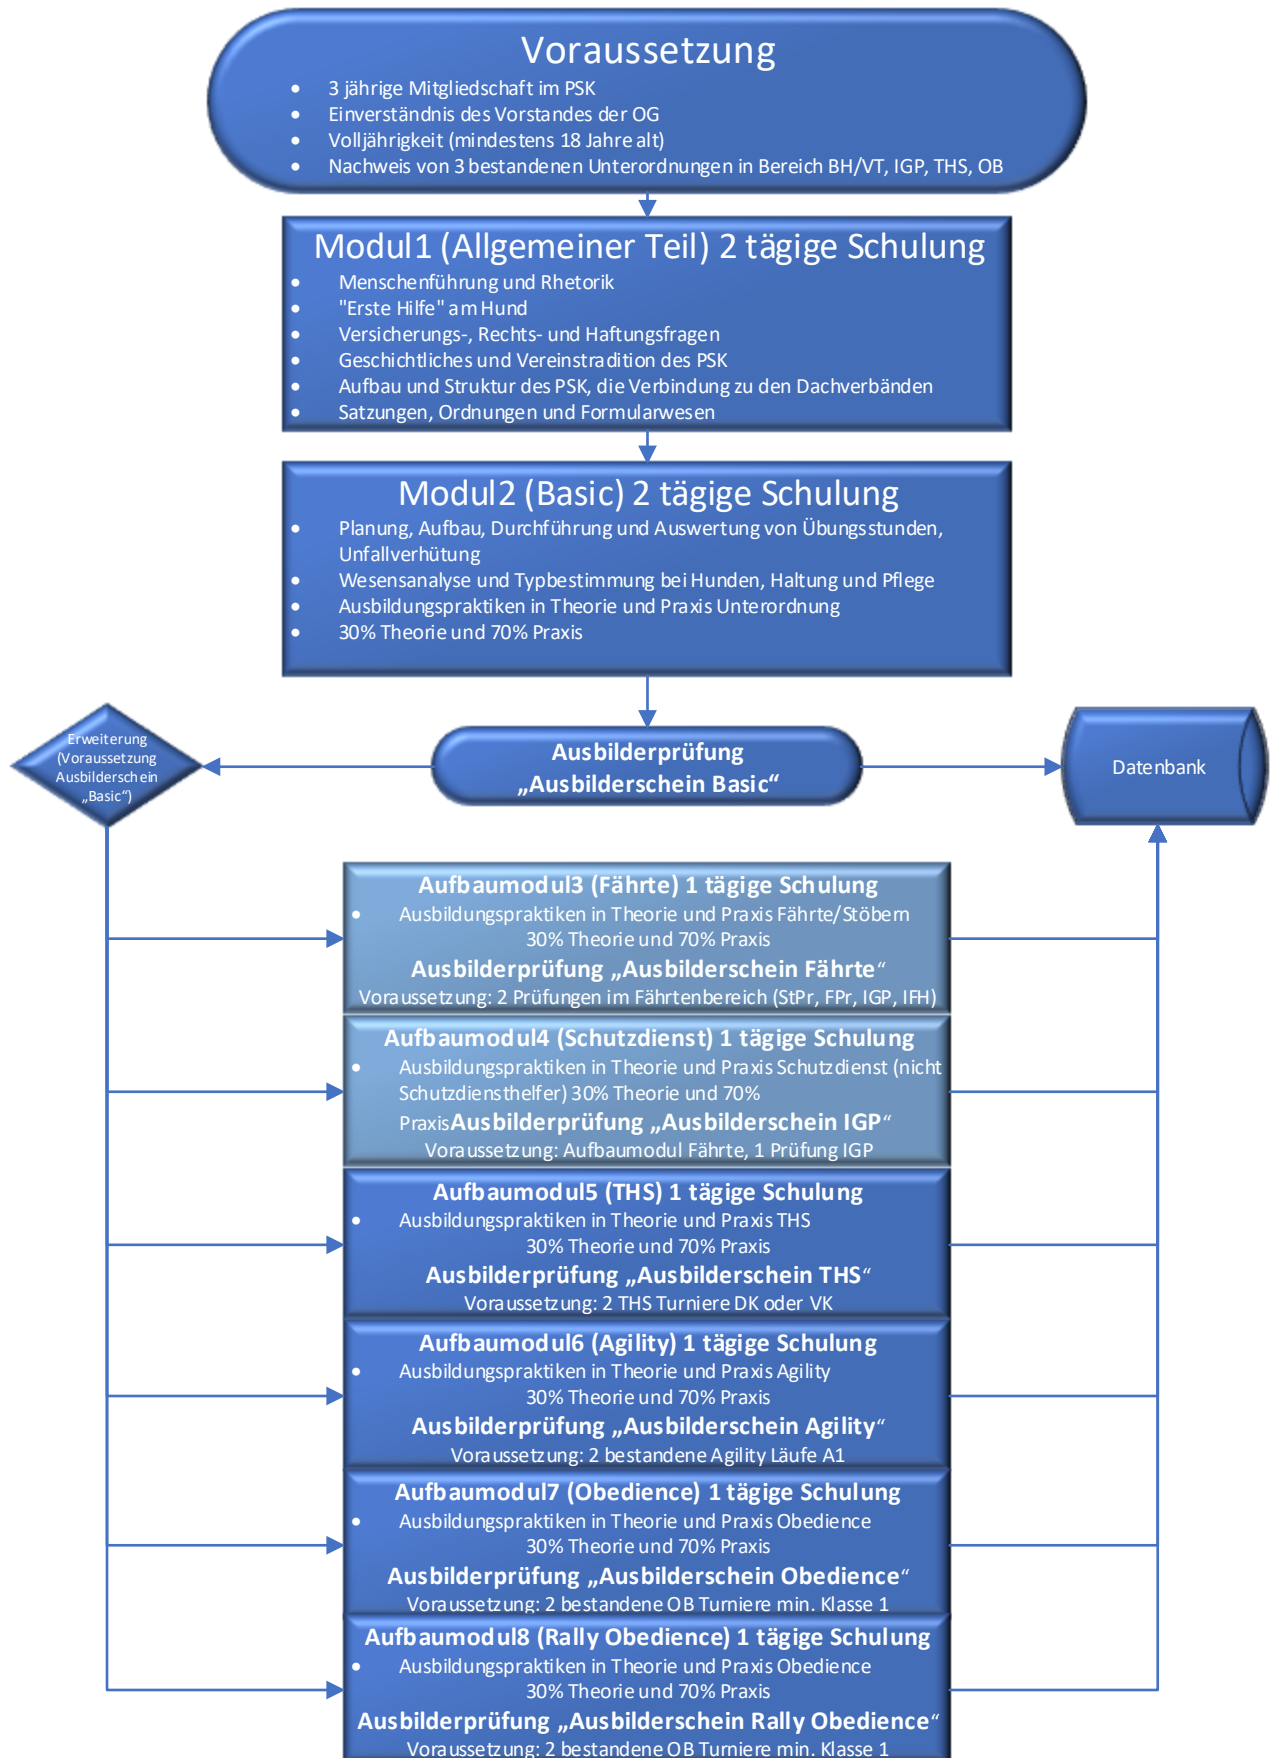 Voraussetzung
• 3 jährige Mitgliedschaft im PSK
• Einverständnis des Vorstandes der OG
• Volljährigkeit (mindestens 18 Jahre alt)
• Nachweis von 3 bestandenen Unterordnungen in Bereich BH/VT, IGP, THS, OB
Modul1 (Allgemeiner Teil) 2 tägige Schulung
• Menschenführung und Rhetorik
• "Erste Hilfe" am Hund
• Versicherungs-, Rechts- und Haftungsfragen
• Geschichtliches und Vereinstradition des PSK
• Aufbau und Struktur des PSK, die Verbindung zu den Dachverbänden
• Satzungen, Ordnungen und Formularwesen
Modul2 (Basic) 2 tägige Schulung
• Planung, Aufbau, Durchführung und Auswertung von Übungsstunden,
Unfallverhütung
• Wesensanalyse und Typbestimmung bei Hunden, Haltung und Pflege
• Ausbildungspraktiken in Theorie und Praxis Unterordnung
• 30% Theorie und 70% Praxis
Erweiterung
(Voraussetzung
Ausbilderschein
„Basic“)
Ausbilderprüfung
„Ausbilderschein Basic“
Datenbank
Aufbaumodul3 (Fährte) 1 tägige Schulung
• Ausbildungspraktiken in Theorie und Praxis Fährte/Stöbern
30% Theorie und 70% Praxis
Ausbilderprüfung „Ausbilderschein Fährte“
Voraussetzung: 2 Prüfungen im Fährtenbereich (StPr, FPr, IGP, IFH)
Aufbaumodul4 (Schutzdienst) 1 tägige Schulung
• Ausbildungspraktiken in Theorie und Praxis Schutzdienst (nicht
Schutzdiensthelfer) 30% Theorie und 70%
PraxisAusbilderprüfung „Ausbilderschein IGP“
Voraussetzung: Aufbaumodul Fährte, 1 Prüfung IGP
Aufbaumodul5 (THS) 1 tägige Schulung
• Ausbildungspraktiken in Theorie und Praxis THS
30% Theorie und 70% Praxis
Ausbilderprüfung „Ausbilderschein THS“
Voraussetzung: 2 THS Turniere DK oder VK
Aufbaumodul6 (Agility) 1 tägige Schulung
• Ausbildungspraktiken in Theorie und Praxis Agility
30% Theorie und 70% Praxis
Ausbilderprüfung „Ausbilderschein Agility“
Voraussetzung: 2 bestandene Agility Läufe A1
Aufbaumodul7 (Obedience) 1 tägige Schulung
• Ausbildungspraktiken in Theorie und Praxis Obedience
30% Theorie und 70% Praxis
Ausbilderprüfung „Ausbilderschein Obedience“
Voraussetzung: 2 bestandene OB Turniere min. Klasse 1
Aufbaumodul8 (Rally Obedience) 1 tägige Schulung
• Ausbildungspraktiken in Theorie und Praxis Obedience
30% Theorie und 70% Praxis
Ausbilderprüfung „Ausbilderschein Rally Obedience“
Voraussetzung: 2 bestandene OB Turniere min. Klasse 1